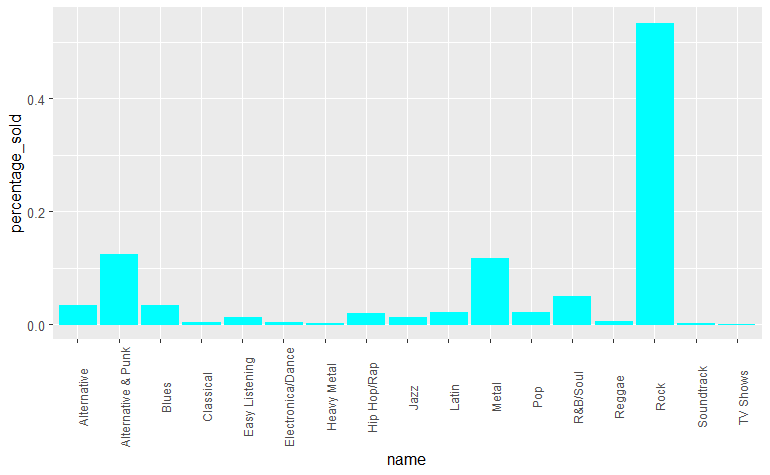 percentage_sold
0.4
0.2
0.0
Alternative
Alternative & Punk
Blues
Classical
Easy Listening
Electronica/Dance
Heavy Metal
Hip Hop/Rap
Jazz
Latin
Metal
Pop
R&B/Soul
Reggae
Rock
Soundtrack
TV Shows
name